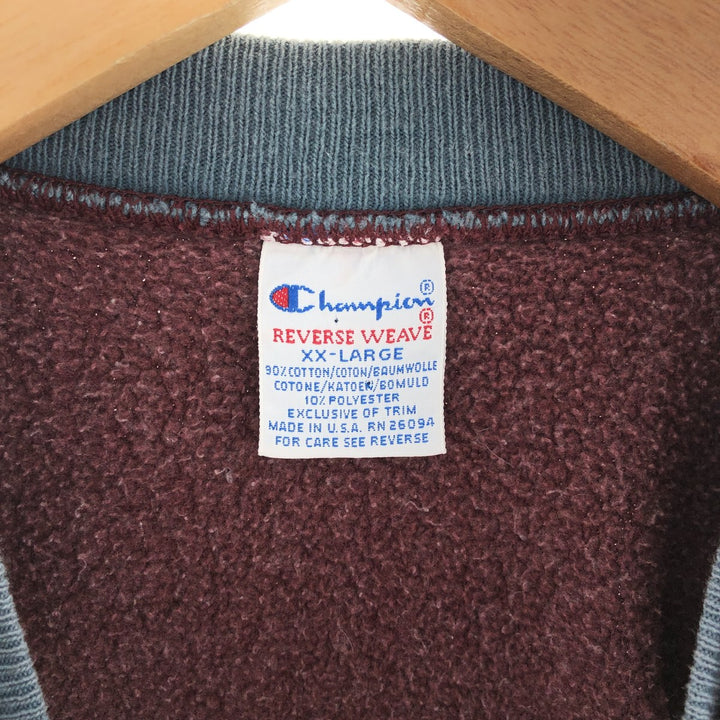 Champion®
REVERSE WEAVE®
XX-LARGE
90% COTTON/COTON/BAUMWOLLE
COTONE/KATOEN/BOMULD
10% POLYESTER
EXCLUSIVE OF TRIM
MADE IN U.S.A. RN 26094
FOR CARE SEE REVERSE